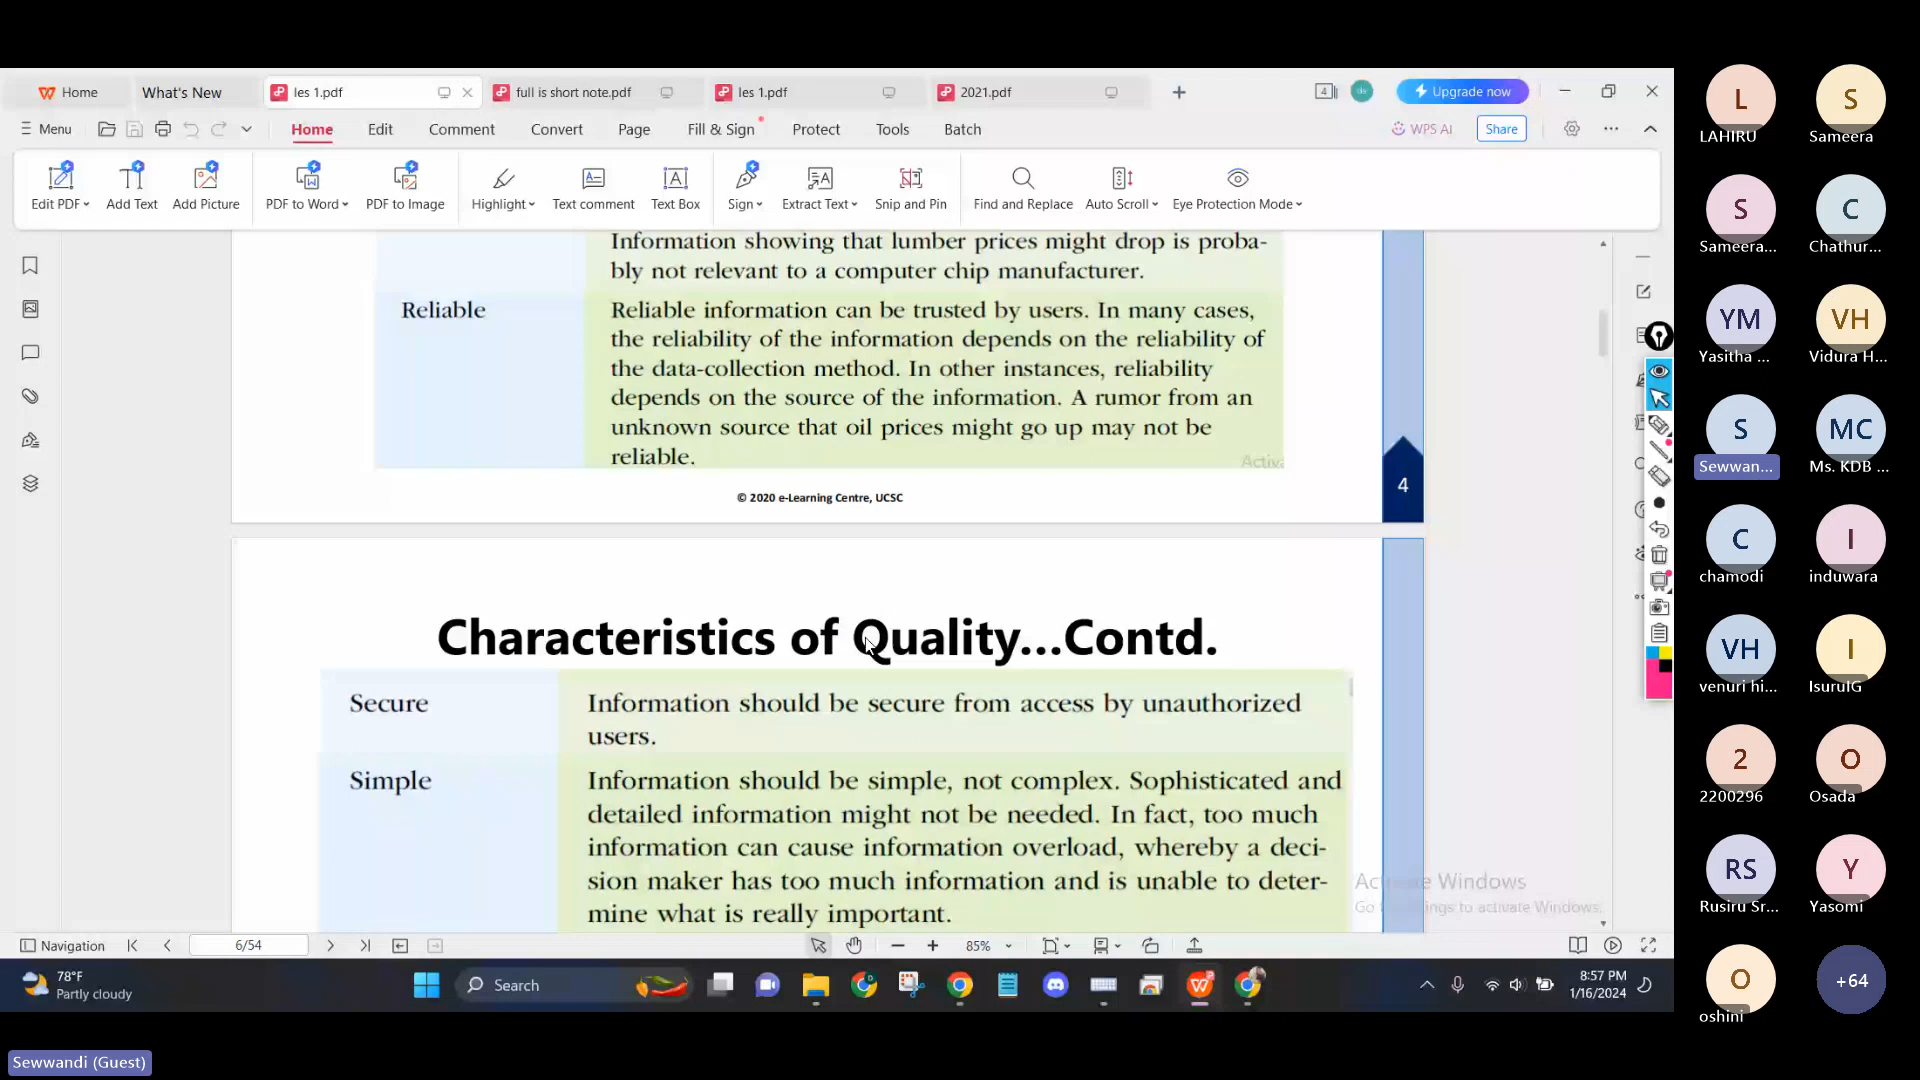 Home
What's New
les 1.pdf
full is short note.pdf
les 1.pdf
2021.pdf
4
Upgrade now
Menu
Home
Edit
Comment
Convert
Page
Fill & Sign
Protect
Tools
Batch
WPS AI
Share
Edit PDF
Add Text
Add Picture
PDF to Word
PDF to Image
Highlight
Text comment
Text Box
Sign
Extract Text
Snip and Pin
Find and Replace
Auto Scroll
Eye Protection Mode
Information showing that lumber prices might drop is proba-
bly not relevant to a computer chip manufacturer.
Reliable
Reliable information can be trusted by users. In many cases,
the reliability of the information depends on the reliability of
the data-collection method. In other instances, reliability
depends on the source of the information. A rumor from an
unknown source that oil prices might go up may not be
reliable.
Activa
© 2020 e-Learning Centre, UCSC
4
Characteristics of Quality...Contd.
Secure
Information should be secure from access by unauthorized
users.
Simple
Information should be simple, not complex. Sophisticated and
detailed information might not be needed. In fact, too much
information can cause information overload, whereby a deci-
sion maker has too much information and is unable to deter-
mine what is really important.
Activate Windows
Go to Settings to activate Windows.
Navigation
6/54
85%
78°F
Partly cloudy
Search
8:57 PM
1/16/2024
L
LAHIRU
S
Sameera
S
Sameera...
C
Chathur...
YM
Yasitha ...
VH
Vidura H...
S
Sewwan...
MC
Ms. KDB ...
C
chamodi
I
induwara
VH
venuri hi...
I
IsuruIG
2
2200296
O
Osada
RS
Rusiru Sr...
Y
Yasomi
O
oshini
+64
Sewwandi (Guest)